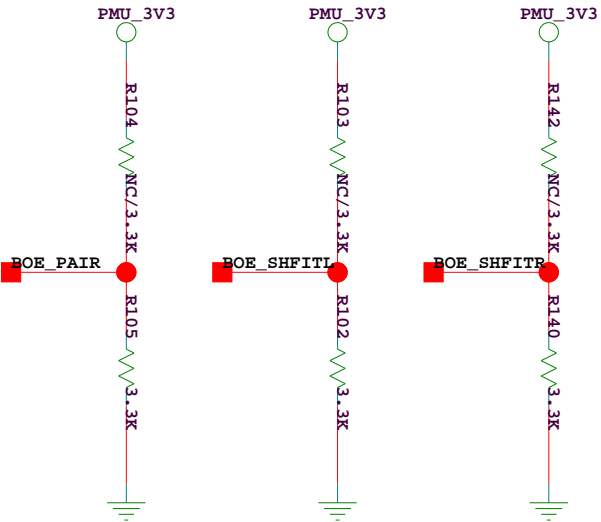 PMU_3V3
PMU_3V3
PMU_3V3
R104
R103
R142
NC/3.3K
NC/3.3K
NC/3.3K
BOE_PAIR
BOE_SHFITL
BOE_SHFITR
R105
R102
R140
3.3K
3.3K
3.3K